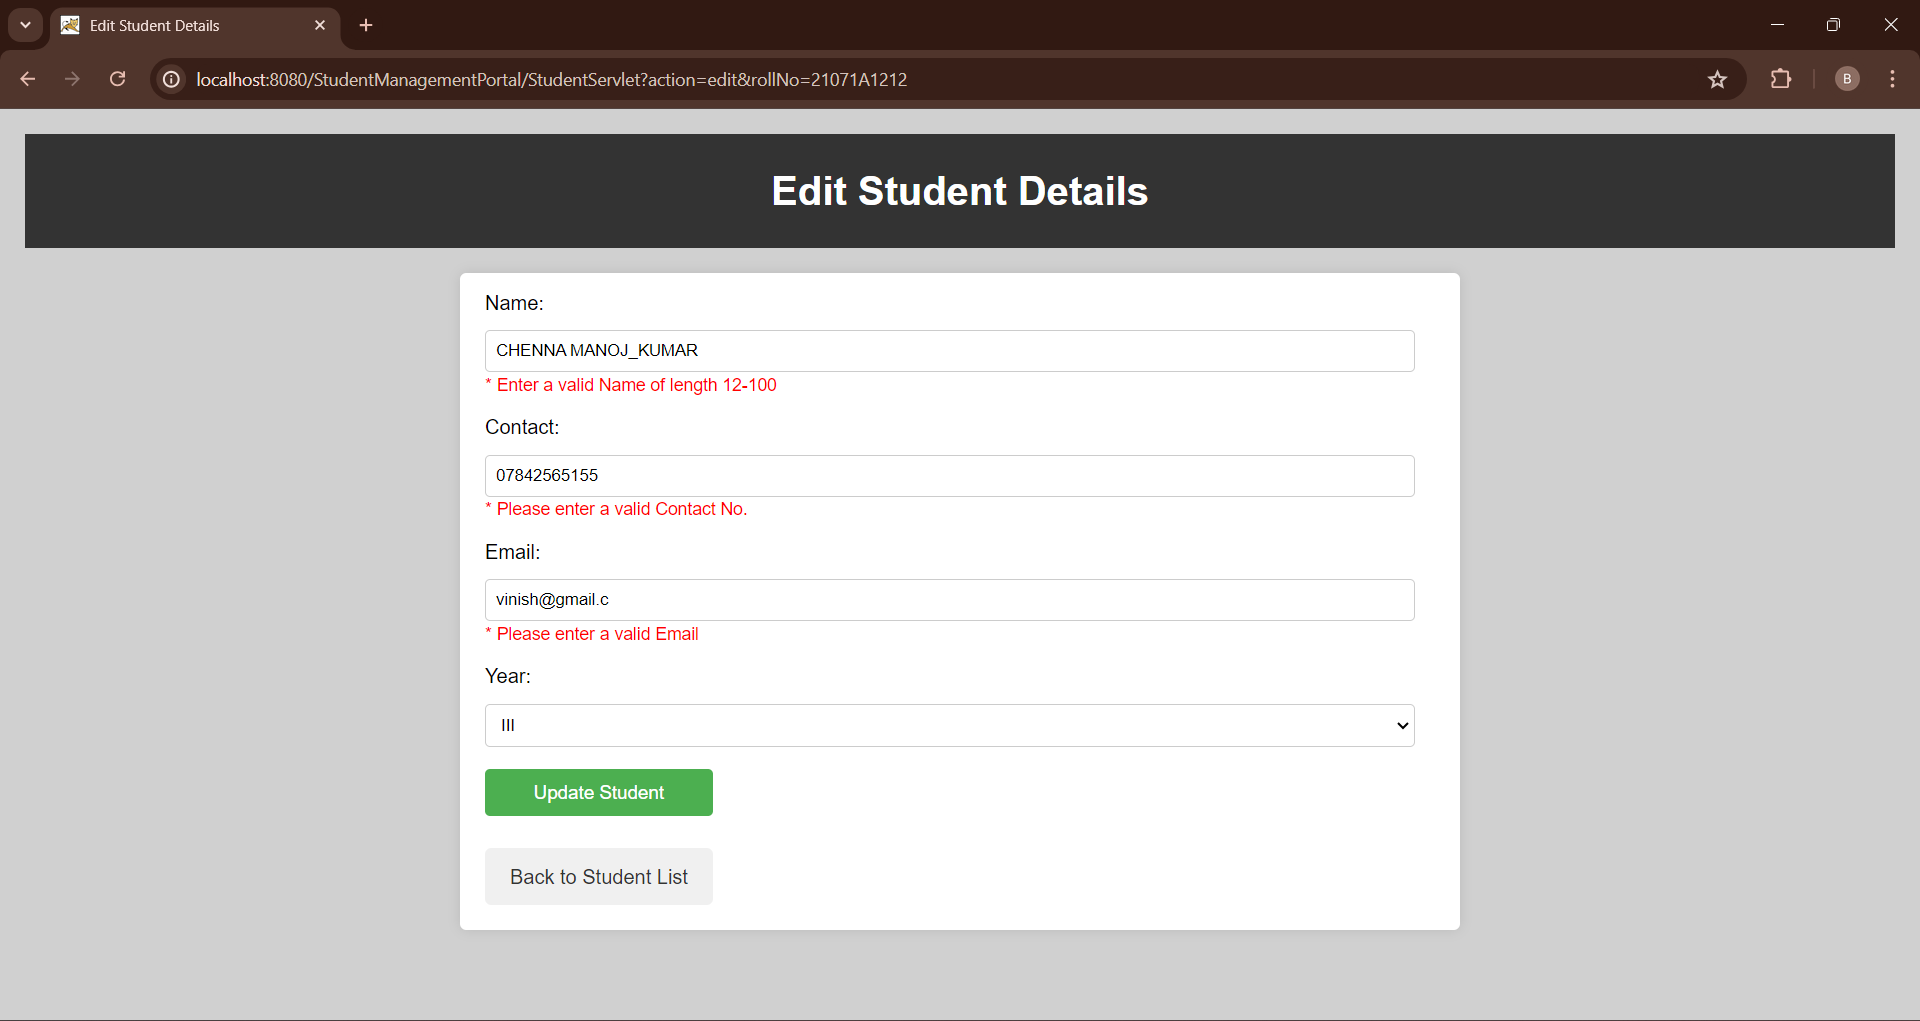 Edit Student Details
localhost:8080/StudentManagementPortal/StudentServlet?action=edit&rollNo=21071A1212
B
Edit Student Details
Name:
CHENNA MANOJ_KUMAR
* Enter a valid Name of length 12-100
Contact:
07842565155
* Please enter a valid Contact No.
Email:
vinish@gmail.c
* Please enter a valid Email
Year:
III
Update Student
Back to Student List